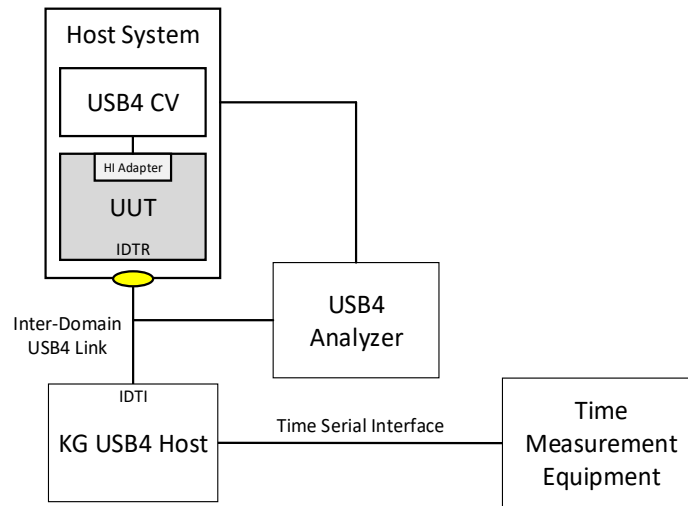 Host System
USB4 CV
HI Adapter
UUT
IDTR
Inter-Domain
USB4 Link
USB4
Analyzer
IDTI
KG USB4 Host
Time Serial Interface
Time
Measurement
Equipment